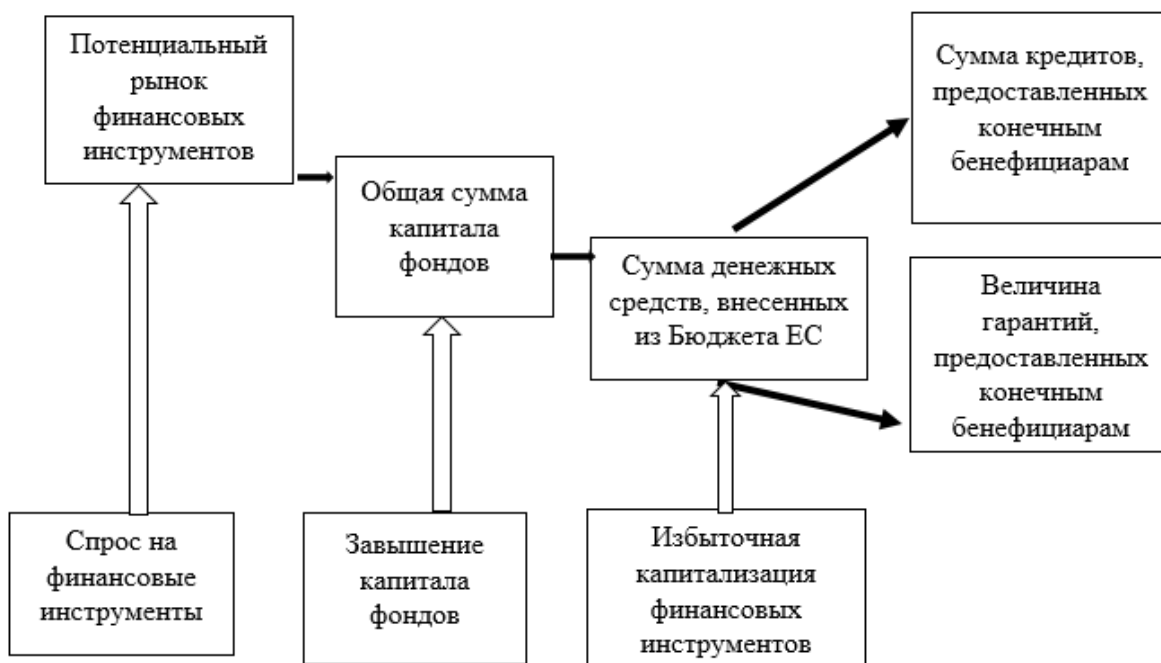 Потенциальный
рынок
финансовых
инструментов
Общая сумма
капитала
фондов
Сумма денежных
средств, внесенных
из Бюджета ЕС
Сумма кредитов,
предоставленных
конечным
бенефициарам
Величина
гарантий,
предоставленных
конечным
бенефициарам
Спрос на
финансовые
инструменты
Завышение
капитала
фондов
Избыточная
капитализация
финансовых
инструментов